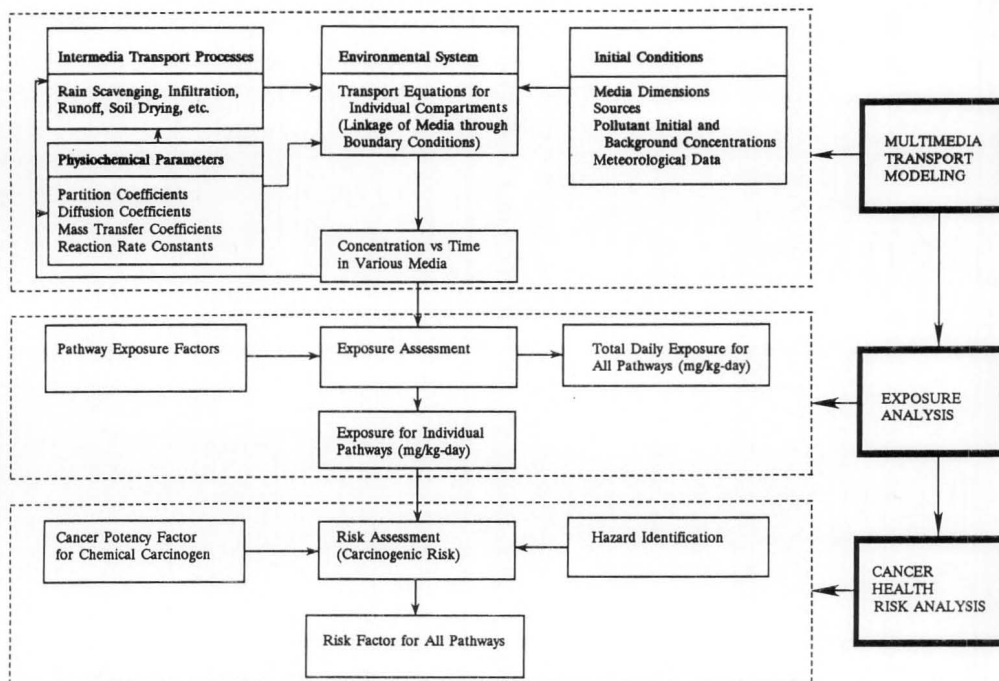 Intermedia Transport Processes
Rain Scavenging, Infiltration,
Runoff, Soil Drying, etc.
Physiochemical Parameters
Partition Coefficients
Diffusion Coefficients
Mass Transfer Coefficients
Reaction Rate Constants
Environmental System
Transport Equations for
Individual Compartments
(Linkage of Media through
Boundary Conditions)
Initial Conditions
Media Dimensions
Sources
Pollutant Initial and
Background Concentrations
Meteorological Data
Concentration vs Time
in Various Media
MULTIMEDIA
TRANSPORT
MODELING
Pathway Exposure Factors
Exposure Assessment
Total Daily Exposure for
All Pathways (mg/kg-day)
Exposure for Individual
Pathways (mg/kg-day)
EXPOSURE
ANALYSIS
Cancer Potency Factor
for Chemical Carcinogen
Risk Assessment
(Carcinogenic Risk)
Hazard Identification
Risk Factor for All Pathways
CANCER
HEALTH
RISK ANALYSIS